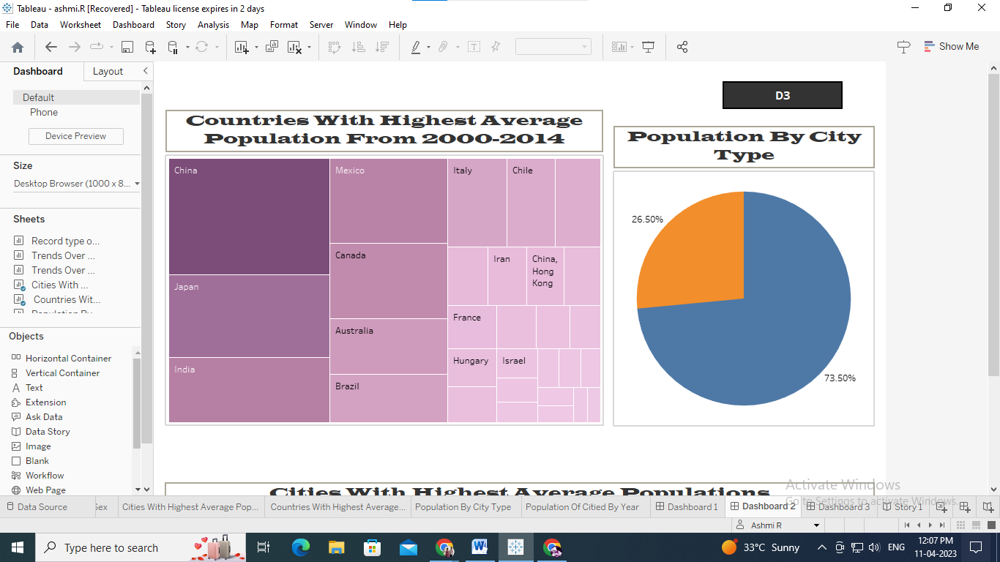 Tableau - ashmi.R [Recovered] - Tableau license expires in 2 days
File Data Worksheet Dashboard Story Analysis Map Format Server Window Help
Show Me
Dashboard Layout
Default
Phone
Device Preview
Size
Desktop Browser (1000 x 8...
Sheets
Record type o...
Trends Over ...
Trends Over ...
Cities With ...
Countries Wit...
Objects
Horizontal Container
Vertical Container
Text
Extension
Ask Data
Data Story
Image
Blank
Workflow
Web Page
D3
Countries With Highest Average
Population From 2000-2014
China
Japan
India
Mexico
Canada
Australia
Brazil
Italy
Chile
Iran
China,
Hong
Kong
France
Hungary
Israel
Population By City
Type
26.50%
73.50%
Cities With Highest Average Populations
Activate Windows
Go to Settings to activate Windows.
Data Source Sex Cities With Highest Average Pop... Countries With Highest Average... Population By City Type Population Of Citied By Year Dashboard 1 Dashboard 2 Dashboard 3 Story 1
Ashmi R
Type here to search
33°C Sunny
ENG
12:07 PM
11-04-2023